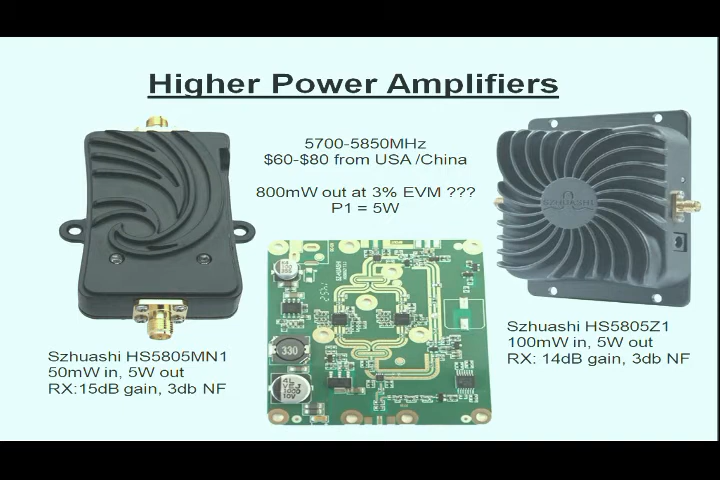 Higher Power Amplifiers
5700-5850MHz
$60-$80 from USA /China
800mW out at 3% EVM ???
P1 = 5W
SZHUASHI
330
Szhuashi HS5805MN1
50mW in, 5W out
RX:15dB gain, 3db NF
Szhuashi HS5805Z1
100mW in, 5W out
RX: 14dB gain, 3db NF